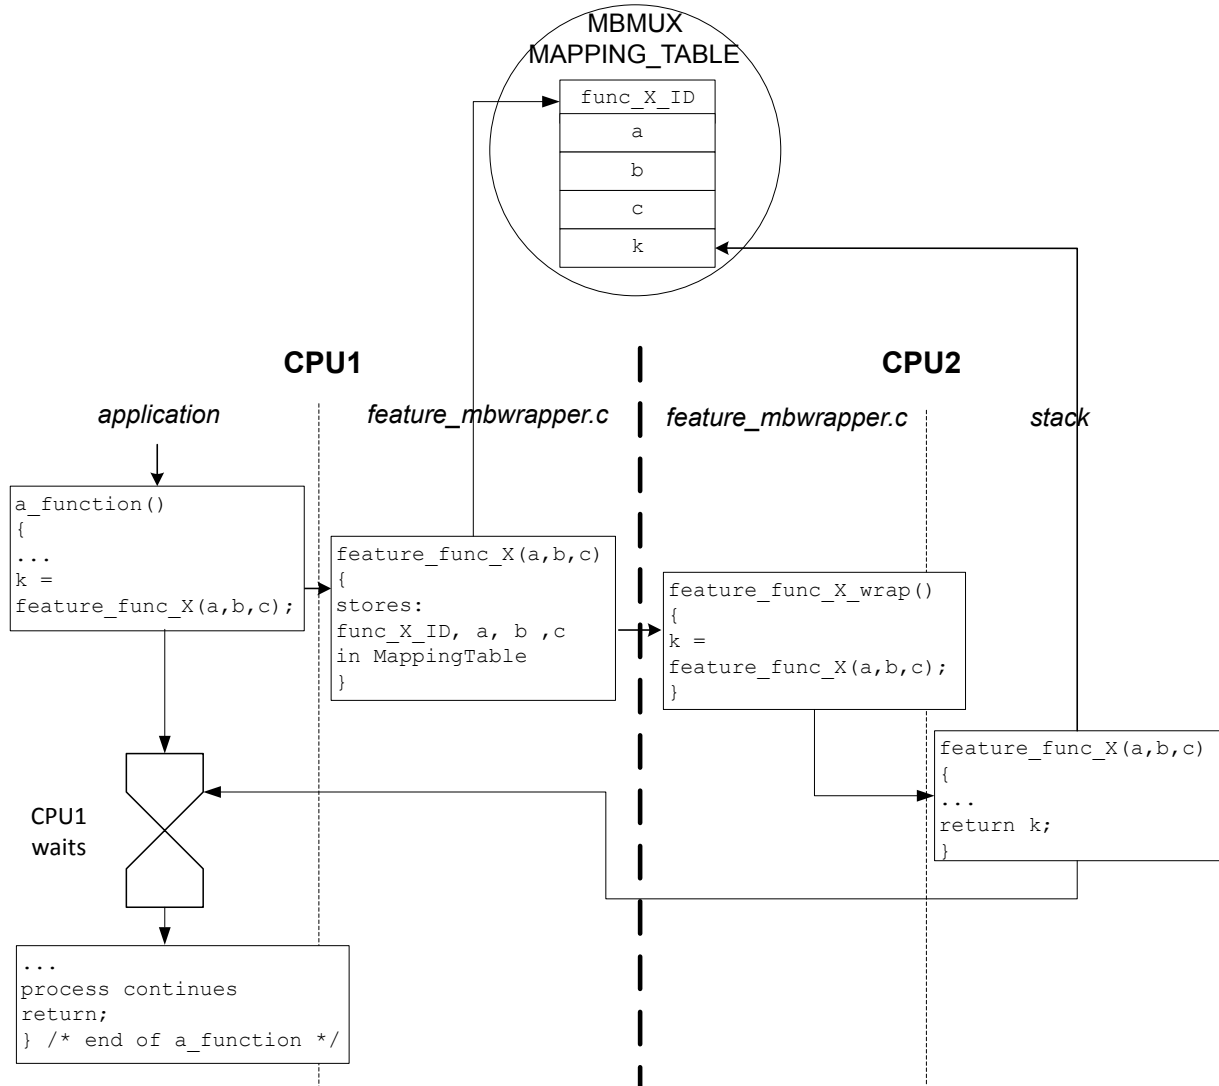 MBMUX
MAPPING_TABLE
func_X_ID
a
b
c
k
CPU1
CPU2
application
feature_mbwrapper.c
feature_mbwrapper.c
stack
a_function()
{
...
k =
feature_func_X(a,b,c);
feature_func_X(a,b,c)
{
stores:
func_X_ID, a, b ,c
in MappingTable
}
feature_func_X_wrap()
{
k =
feature_func_X(a,b,c);
}
feature_func_X(a,b,c)
{
...
return k;
}
CPU1
waits
...
process continues
return;
} /* end of a_function */